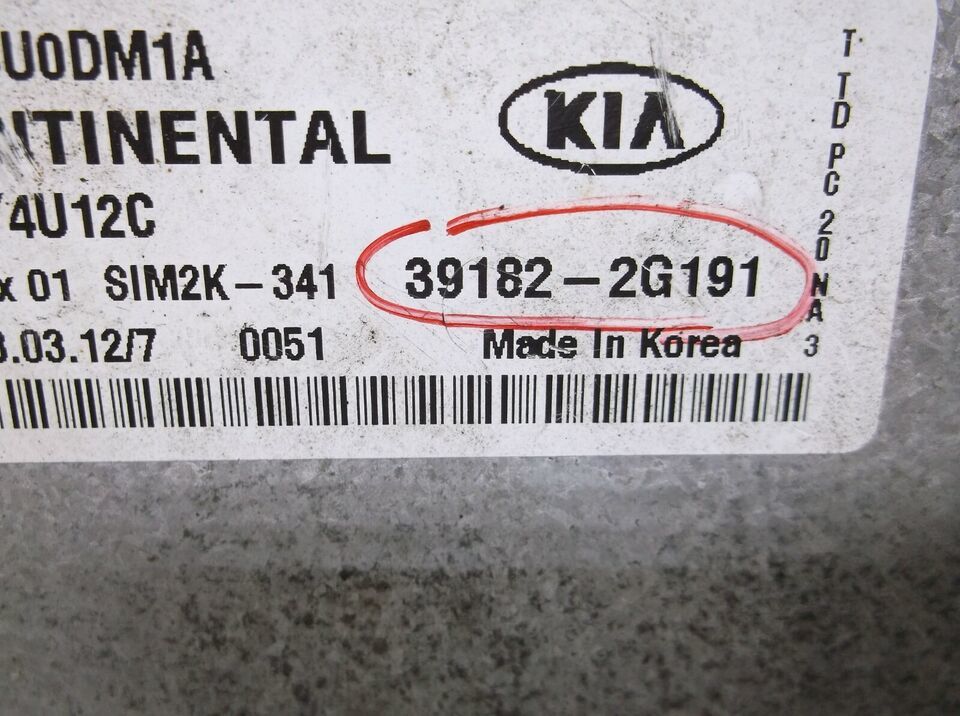 U0DM1A
KIA
NTINENTAL
4U12C
x 01 SIM2K-341 39182-2G191
.03.12/7 0051 Made In Korea
T TD PC 20 NA 3